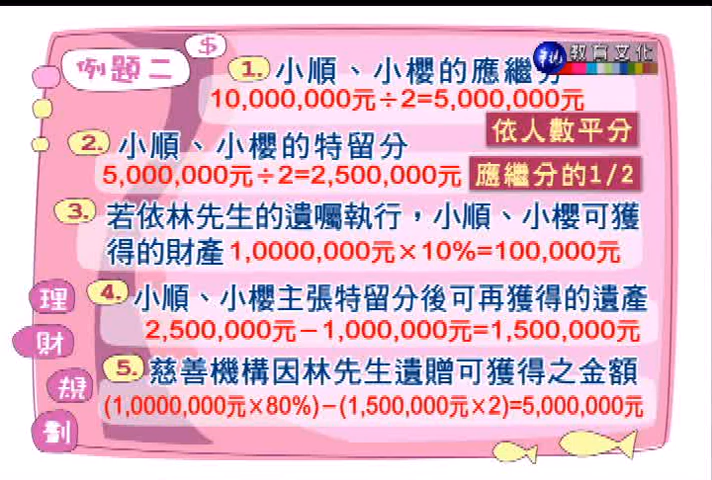 例題二
$
1. 小順、小櫻的應繼分
教育文化
10,000,000元÷2=5,000,000元
依人數平分
2. 小順、小櫻的特留分
5,000,000元÷2=2,500,000元
應繼分的1/2
3. 若依林先生的遺囑執行，小順、小櫻可獲
得的財產 1,0000,000元×10%=100,000元
4. 小順、小櫻主張特留分後可再獲得的遺產
2,500,000元－1,000,000元=1,500,000元
5. 慈善機構因林先生遺贈可獲得之金額
(1,0000,000元×80%)－(1,500,000元×2)=5,000,000元
理
財
規
劃